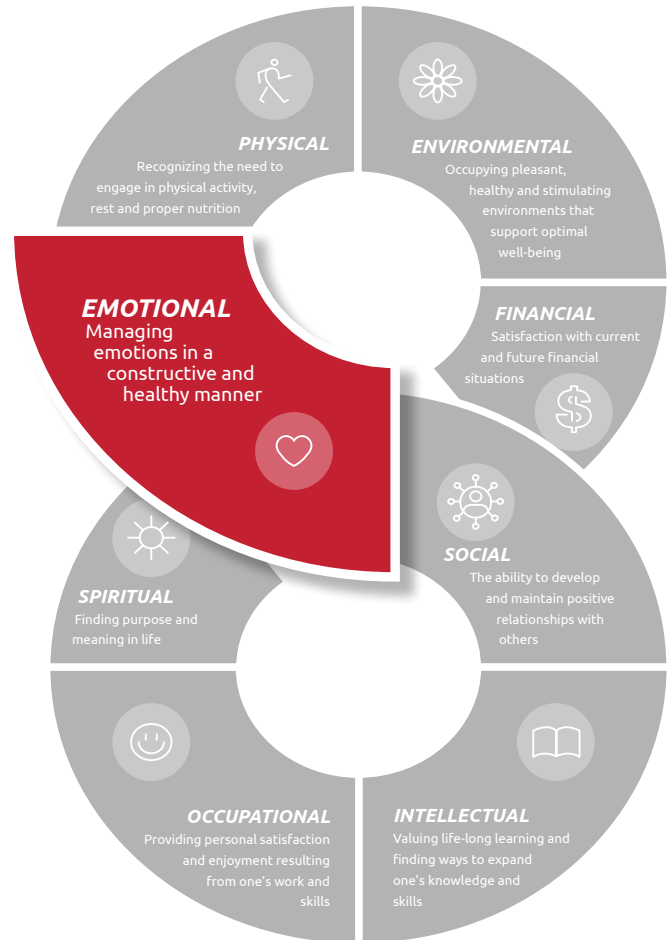 PHYSICAL
Recognizing the need to
engage in physical activity,
rest and proper nutrition
ENVIRONMENTAL
Occupying pleasant,
healthy and stimulating
environments that
support optimal
well-being
EMOTIONAL
Managing
emotions in a
constructive and
healthy manner
FINANCIAL
Satisfaction with current
and future financial
situations
SOCIAL
The ability to develop
and maintain positive
relationships with
others
SPIRITUAL
Finding purpose and
meaning in life
OCCUPATIONAL
Providing personal satisfaction
and enjoyment resulting
from one’s work and
skills
INTELLECTUAL
Valuing life-long learning and
finding ways to expand
one’s knowledge and
skills